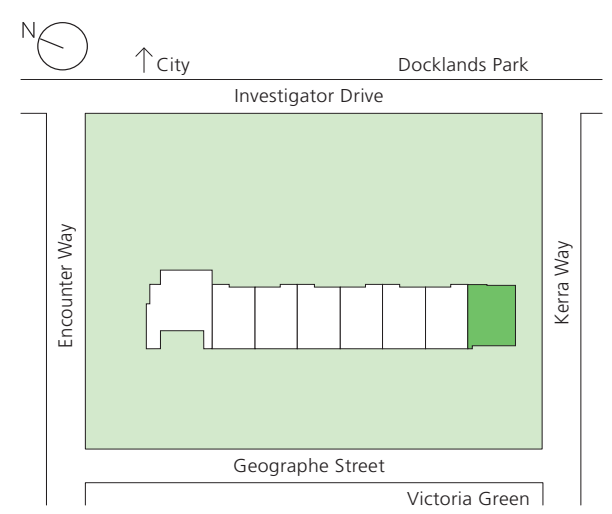 N
City
Docklands Park
Investigator Drive
Encounter Way
Kerra Way
Geographe Street
Victoria Green